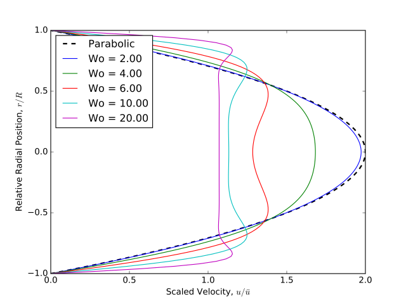 1.0
Parabolic
Wo = 2.00
Wo = 4.00
Wo = 6.00
Wo = 10.00
Wo = 20.00
0.5
0.0
−0.5
−1.0
Relative Radial Position, r/R
0.0 0.5 1.0 1.5 2.0
Scaled Velocity, u/ū